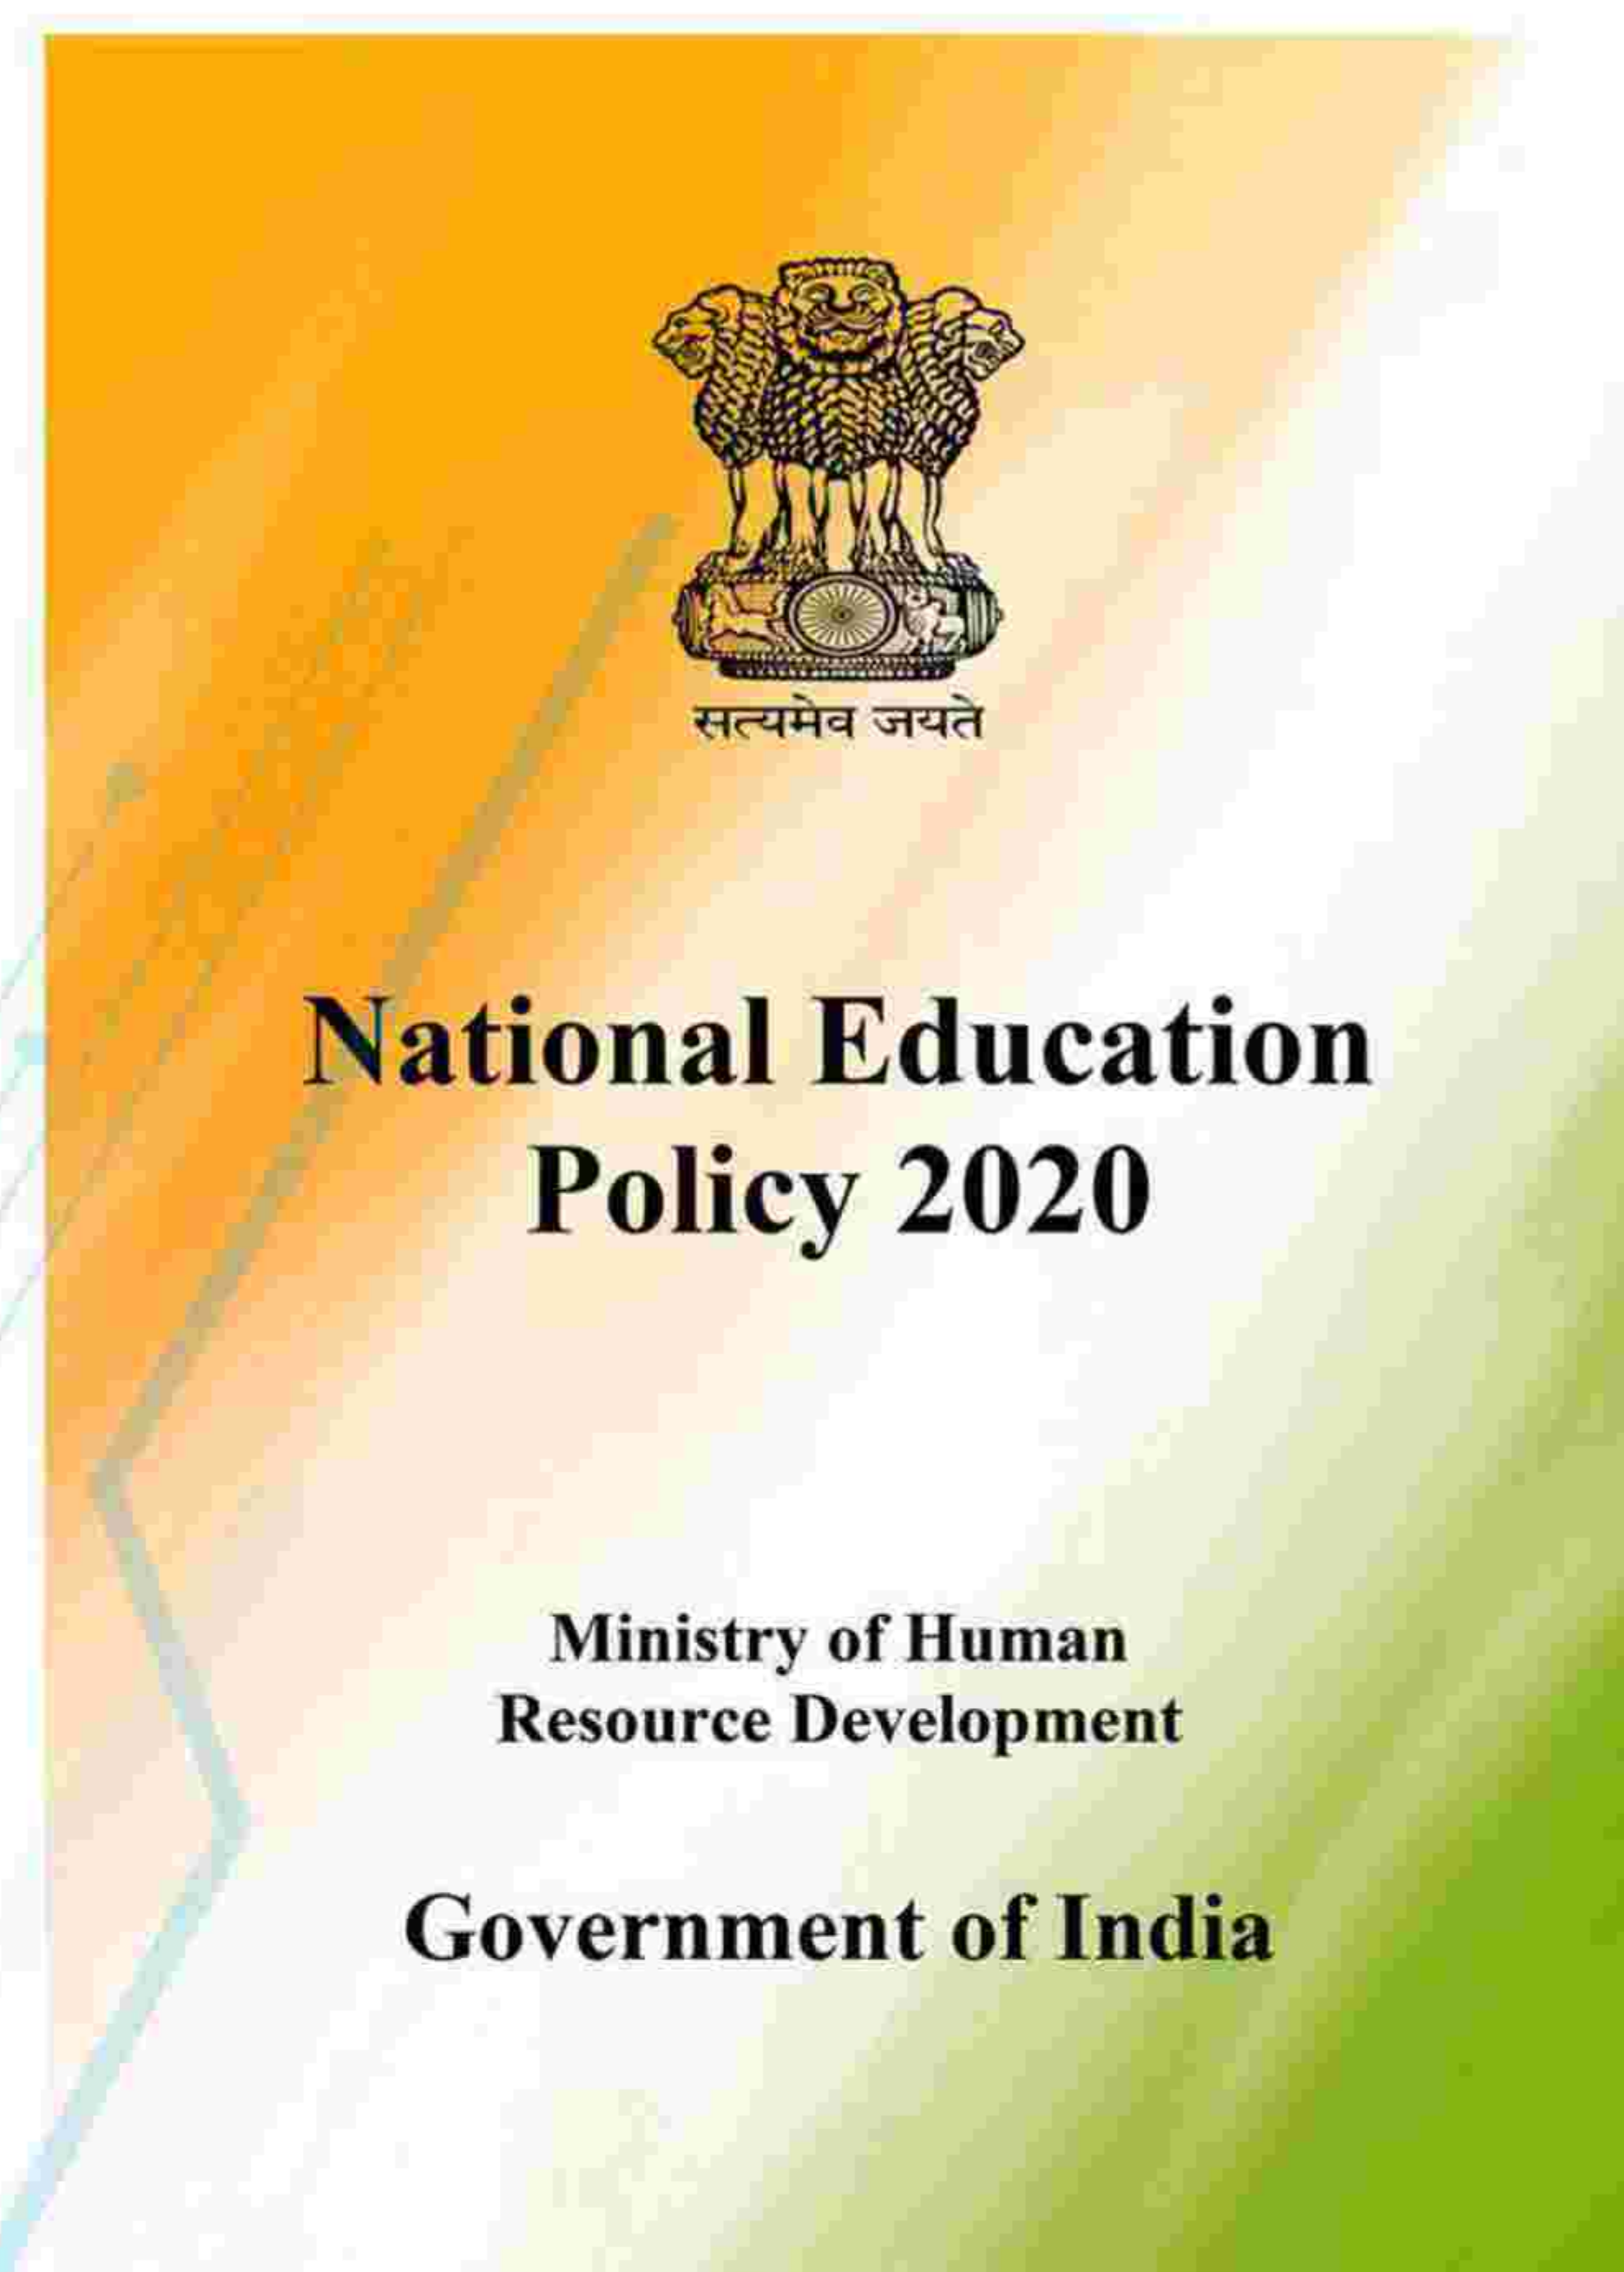 सत्यमेव जयते
National Education
Policy 2020
Ministry of Human
Resource Development
Government of India